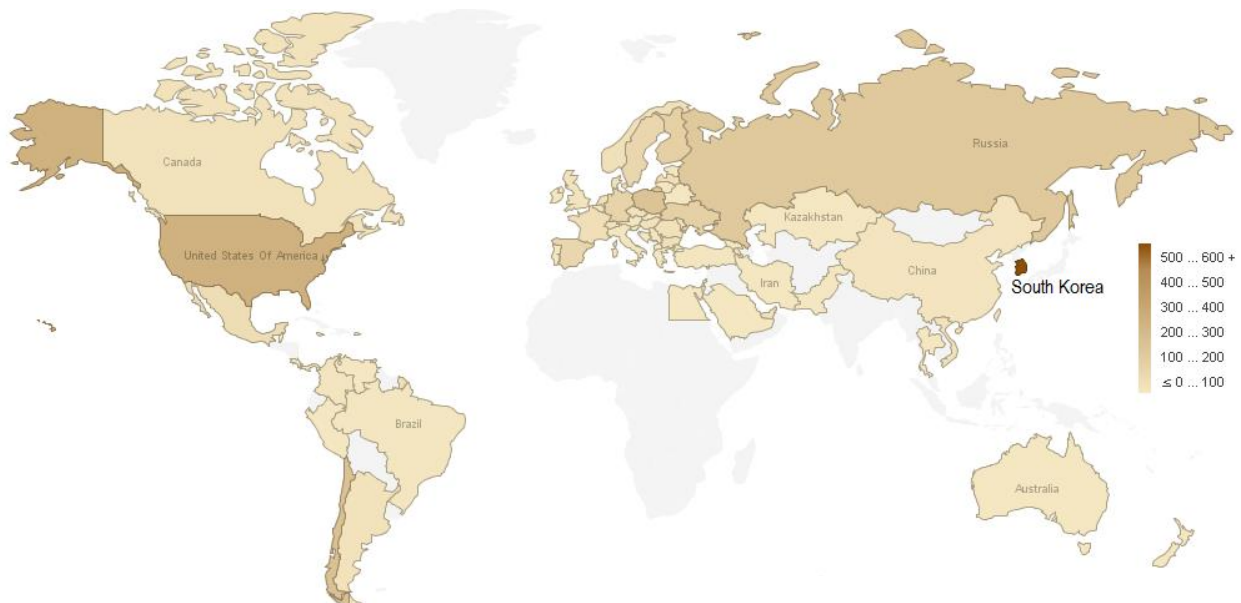 Canada
United States Of America
Brazil
Russia
Kazakhstan
Iran
China
South Korea
Australia
500 ... 600 +
400 ... 500
300 ... 400
200 ... 300
100 ... 200
≤ 0 ... 100